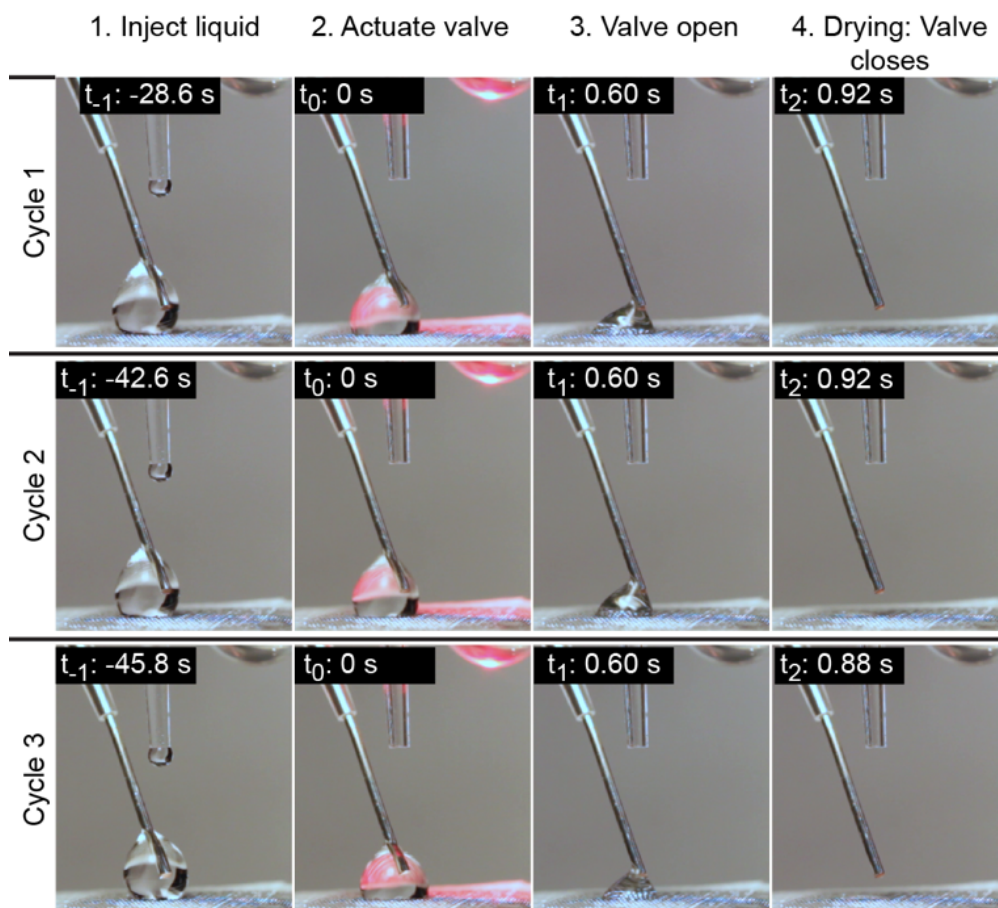 1. Inject liquid 2. Actuate valve 3. Valve open 4. Drying: Valve
closes
Cycle 1
t₋₁: -28.6 s t₀: 0 s t₁: 0.60 s t₂: 0.92 s
Cycle 2
t₋₁: -42.6 s t₀: 0 s t₁: 0.60 s t₂: 0.92 s
Cycle 3
t₋₁: -45.8 s t₀: 0 s t₁: 0.60 s t₂: 0.88 s